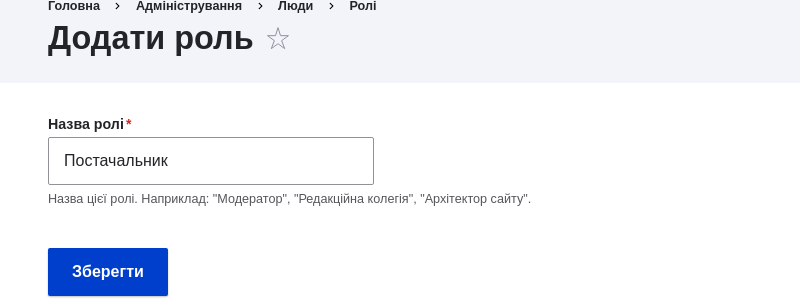 Головна > Адміністрування > Люди > Ролі
Додати роль ☆
Назва ролі*
Постачальник
Назва цієї ролі. Наприклад: "Модератор", "Редакційна колегія", "Архітектор сайту".
Зберегти